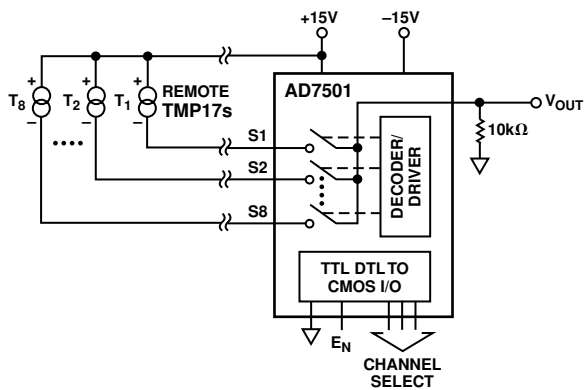 +15V
–15V
+
+
+
T8
T2
T1
REMOTE
TMP17s
–
–
–
AD7501
VOUT
10kΩ
S1
S2
S8
DECODER/
DRIVER
TTL DTL TO
CMOS I/O
EN
CHANNEL
SELECT